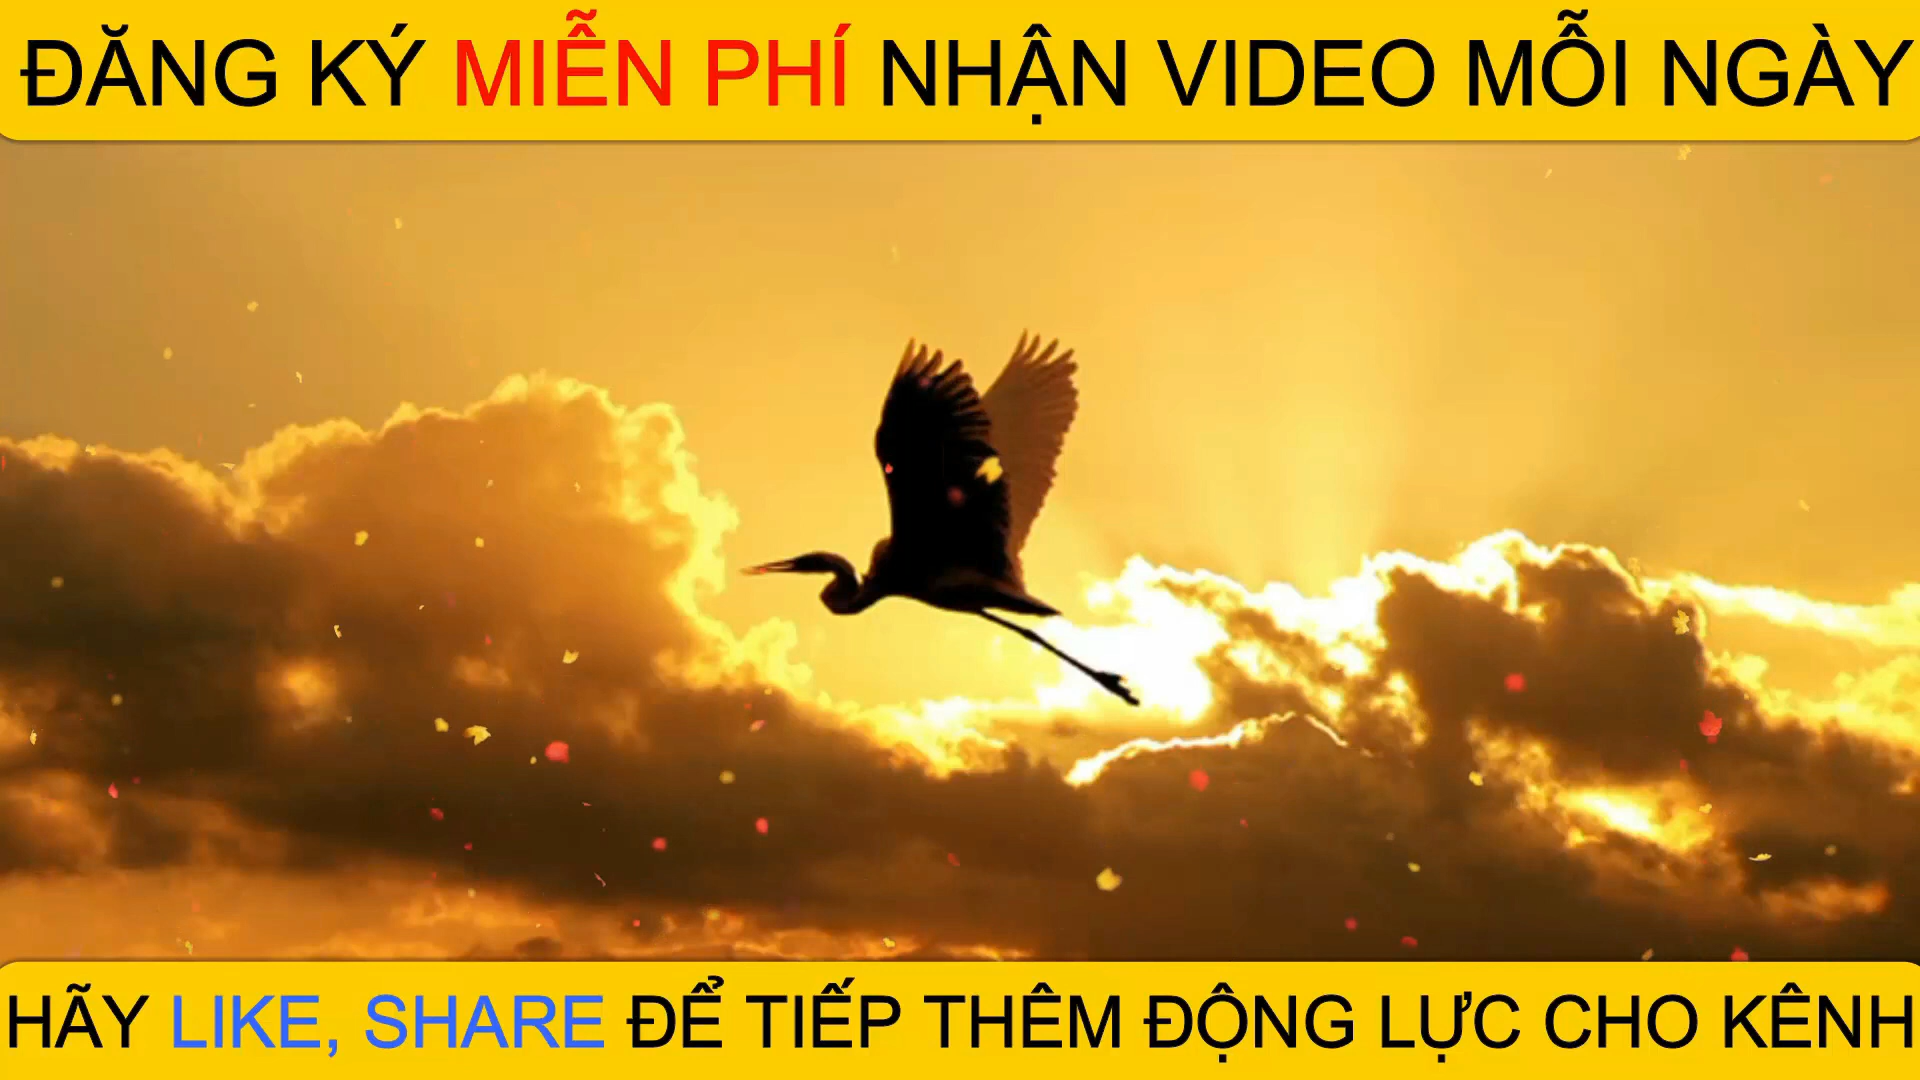 ĐĂNG KÝ MIỄN PHÍ NHẬN VIDEO MỖI NGÀY
HÃY LIKE, SHARE ĐỂ TIẾP THÊM ĐỘNG LỰC CHO KÊNH